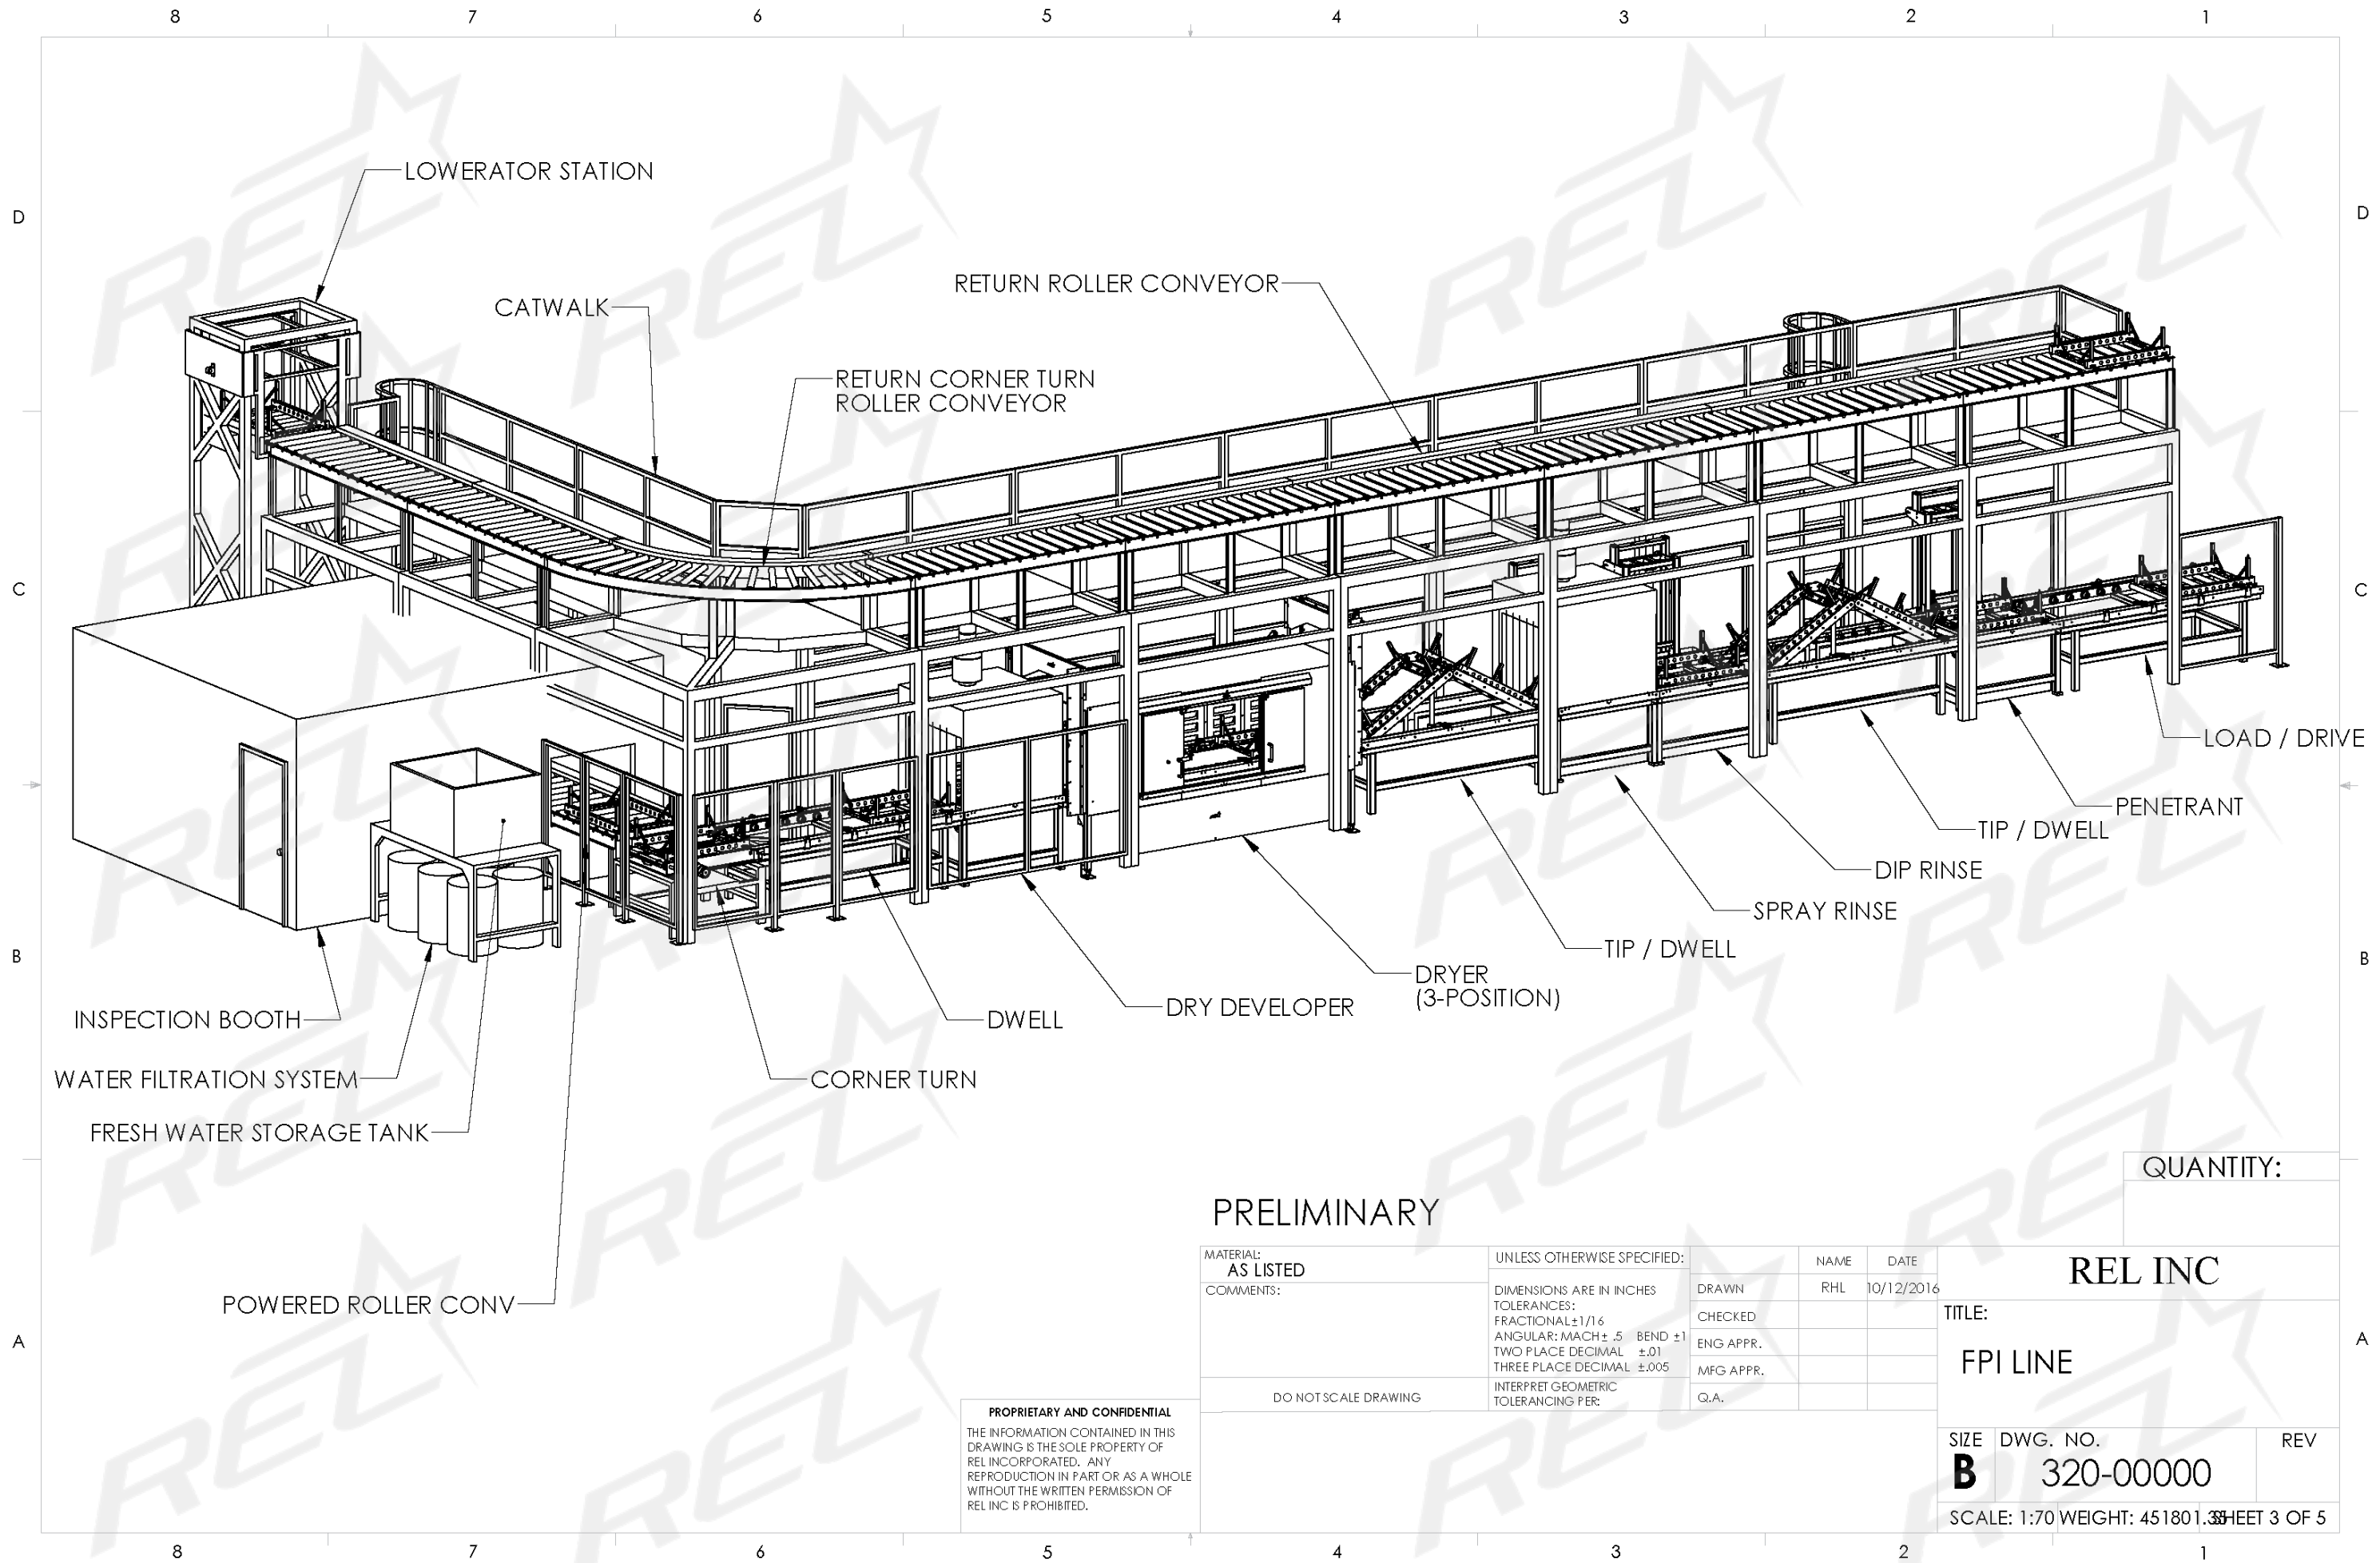 8 7 6 5 4 3 2 1
D D
C C
B B
A A
LOWERATOR STATION
CATWALK
RETURN ROLLER CONVEYOR
RETURN CORNER TURN
ROLLER CONVEYOR
LOAD / DRIVE
PENETRANT
TIP / DWELL
DIP RINSE
SPRAY RINSE
TIP / DWELL
DRYER
(3-POSITION)
DRY DEVELOPER
DWELL
CORNER TURN
INSPECTION BOOTH
WATER FILTRATION SYSTEM
FRESH WATER STORAGE TANK
POWERED ROLLER CONV
REL
PRELIMINARY
QUANTITY:
MATERIAL:
AS LISTED
COMMENTS:
DO NOT SCALE DRAWING
UNLESS OTHERWISE SPECIFIED:
DIMENSIONS ARE IN INCHES
TOLERANCES:
FRACTIONAL±1/16
ANGULAR: MACH± .5 BEND ±1
TWO PLACE DECIMAL ±.01
THREE PLACE DECIMAL ±.005
INTERPRET GEOMETRIC
TOLERANCING PER:
NAME DATE
DRAWN RHL 10/12/2016
CHECKED
ENG APPR.
MFG APPR.
Q.A.
REL INC
TITLE:
FPI LINE
SIZE DWG. NO. REV
B 320-00000
SCALE: 1:70 WEIGHT: 451801.35 SHEET 3 OF 5
PROPRIETARY AND CONFIDENTIAL
THE INFORMATION CONTAINED IN THIS
DRAWING IS THE SOLE PROPERTY OF
REL INCORPORATED. ANY
REPRODUCTION IN PART OR AS A WHOLE
WITHOUT THE WRITTEN PERMISSION OF
REL INC IS PROHIBITED.
8 7 6 5 4 3 2 1